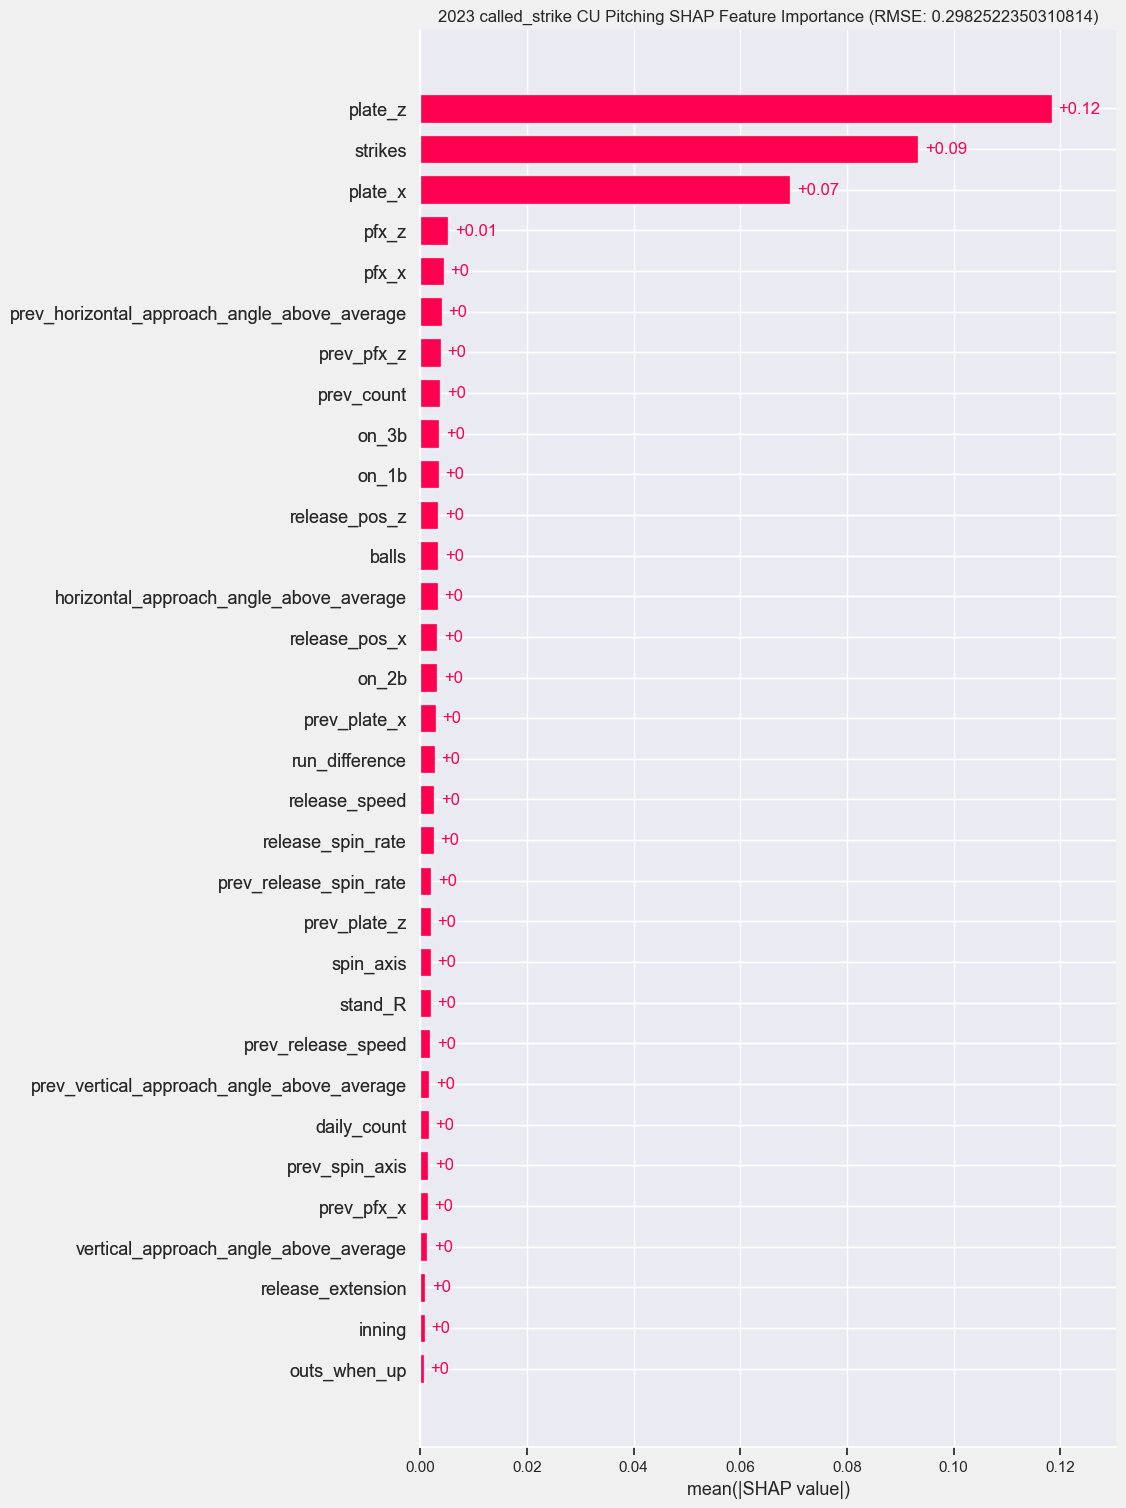 2023 called_strike CU Pitching SHAP Feature Importance (RMSE: 0.2982522350310814)
plate_z +0.12
strikes +0.09
plate_x +0.07
pfx_z +0.01
pfx_x +0
prev_horizontal_approach_angle_above_average +0
prev_pfx_z +0
prev_count +0
on_3b +0
on_1b +0
release_pos_z +0
balls +0
horizontal_approach_angle_above_average +0
release_pos_x +0
on_2b +0
prev_plate_x +0
run_difference +0
release_speed +0
release_spin_rate +0
prev_release_spin_rate +0
prev_plate_z +0
spin_axis +0
stand_R +0
prev_release_speed +0
prev_vertical_approach_angle_above_average +0
daily_count +0
prev_spin_axis +0
prev_pfx_x +0
vertical_approach_angle_above_average +0
release_extension +0
inning +0
outs_when_up +0
0.00 0.02 0.04 0.06 0.08 0.10 0.12
mean(|SHAP value|)